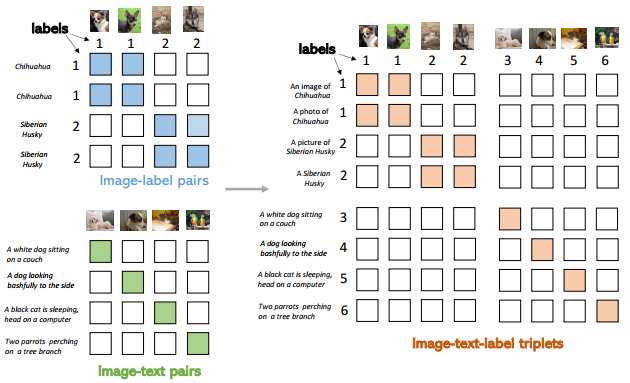 labels
1 1 2 2
Chihuahua 1
Chihuahua 1
Siberian
Husky 2
Siberian
Husky 2
Image-label pairs
A white dog sitting
on a couch
A dog looking
bashfully to the side
A black cat is sleeping,
head on a computer
Two parrots perching
on a tree branch
Image-text pairs
labels
1 1 2 2 3 4 5 6
An image of
Chihuahua 1
A photo of
Chihuahua 1
A picture of
Siberian Husky 2
A Siberian
Husky 2
A white dog sitting
on a couch 3
A dog looking
bashfully to the side 4
A black cat is sleeping,
head on a computer 5
Two parrots perching
on a tree branch 6
Image-text-label triplets